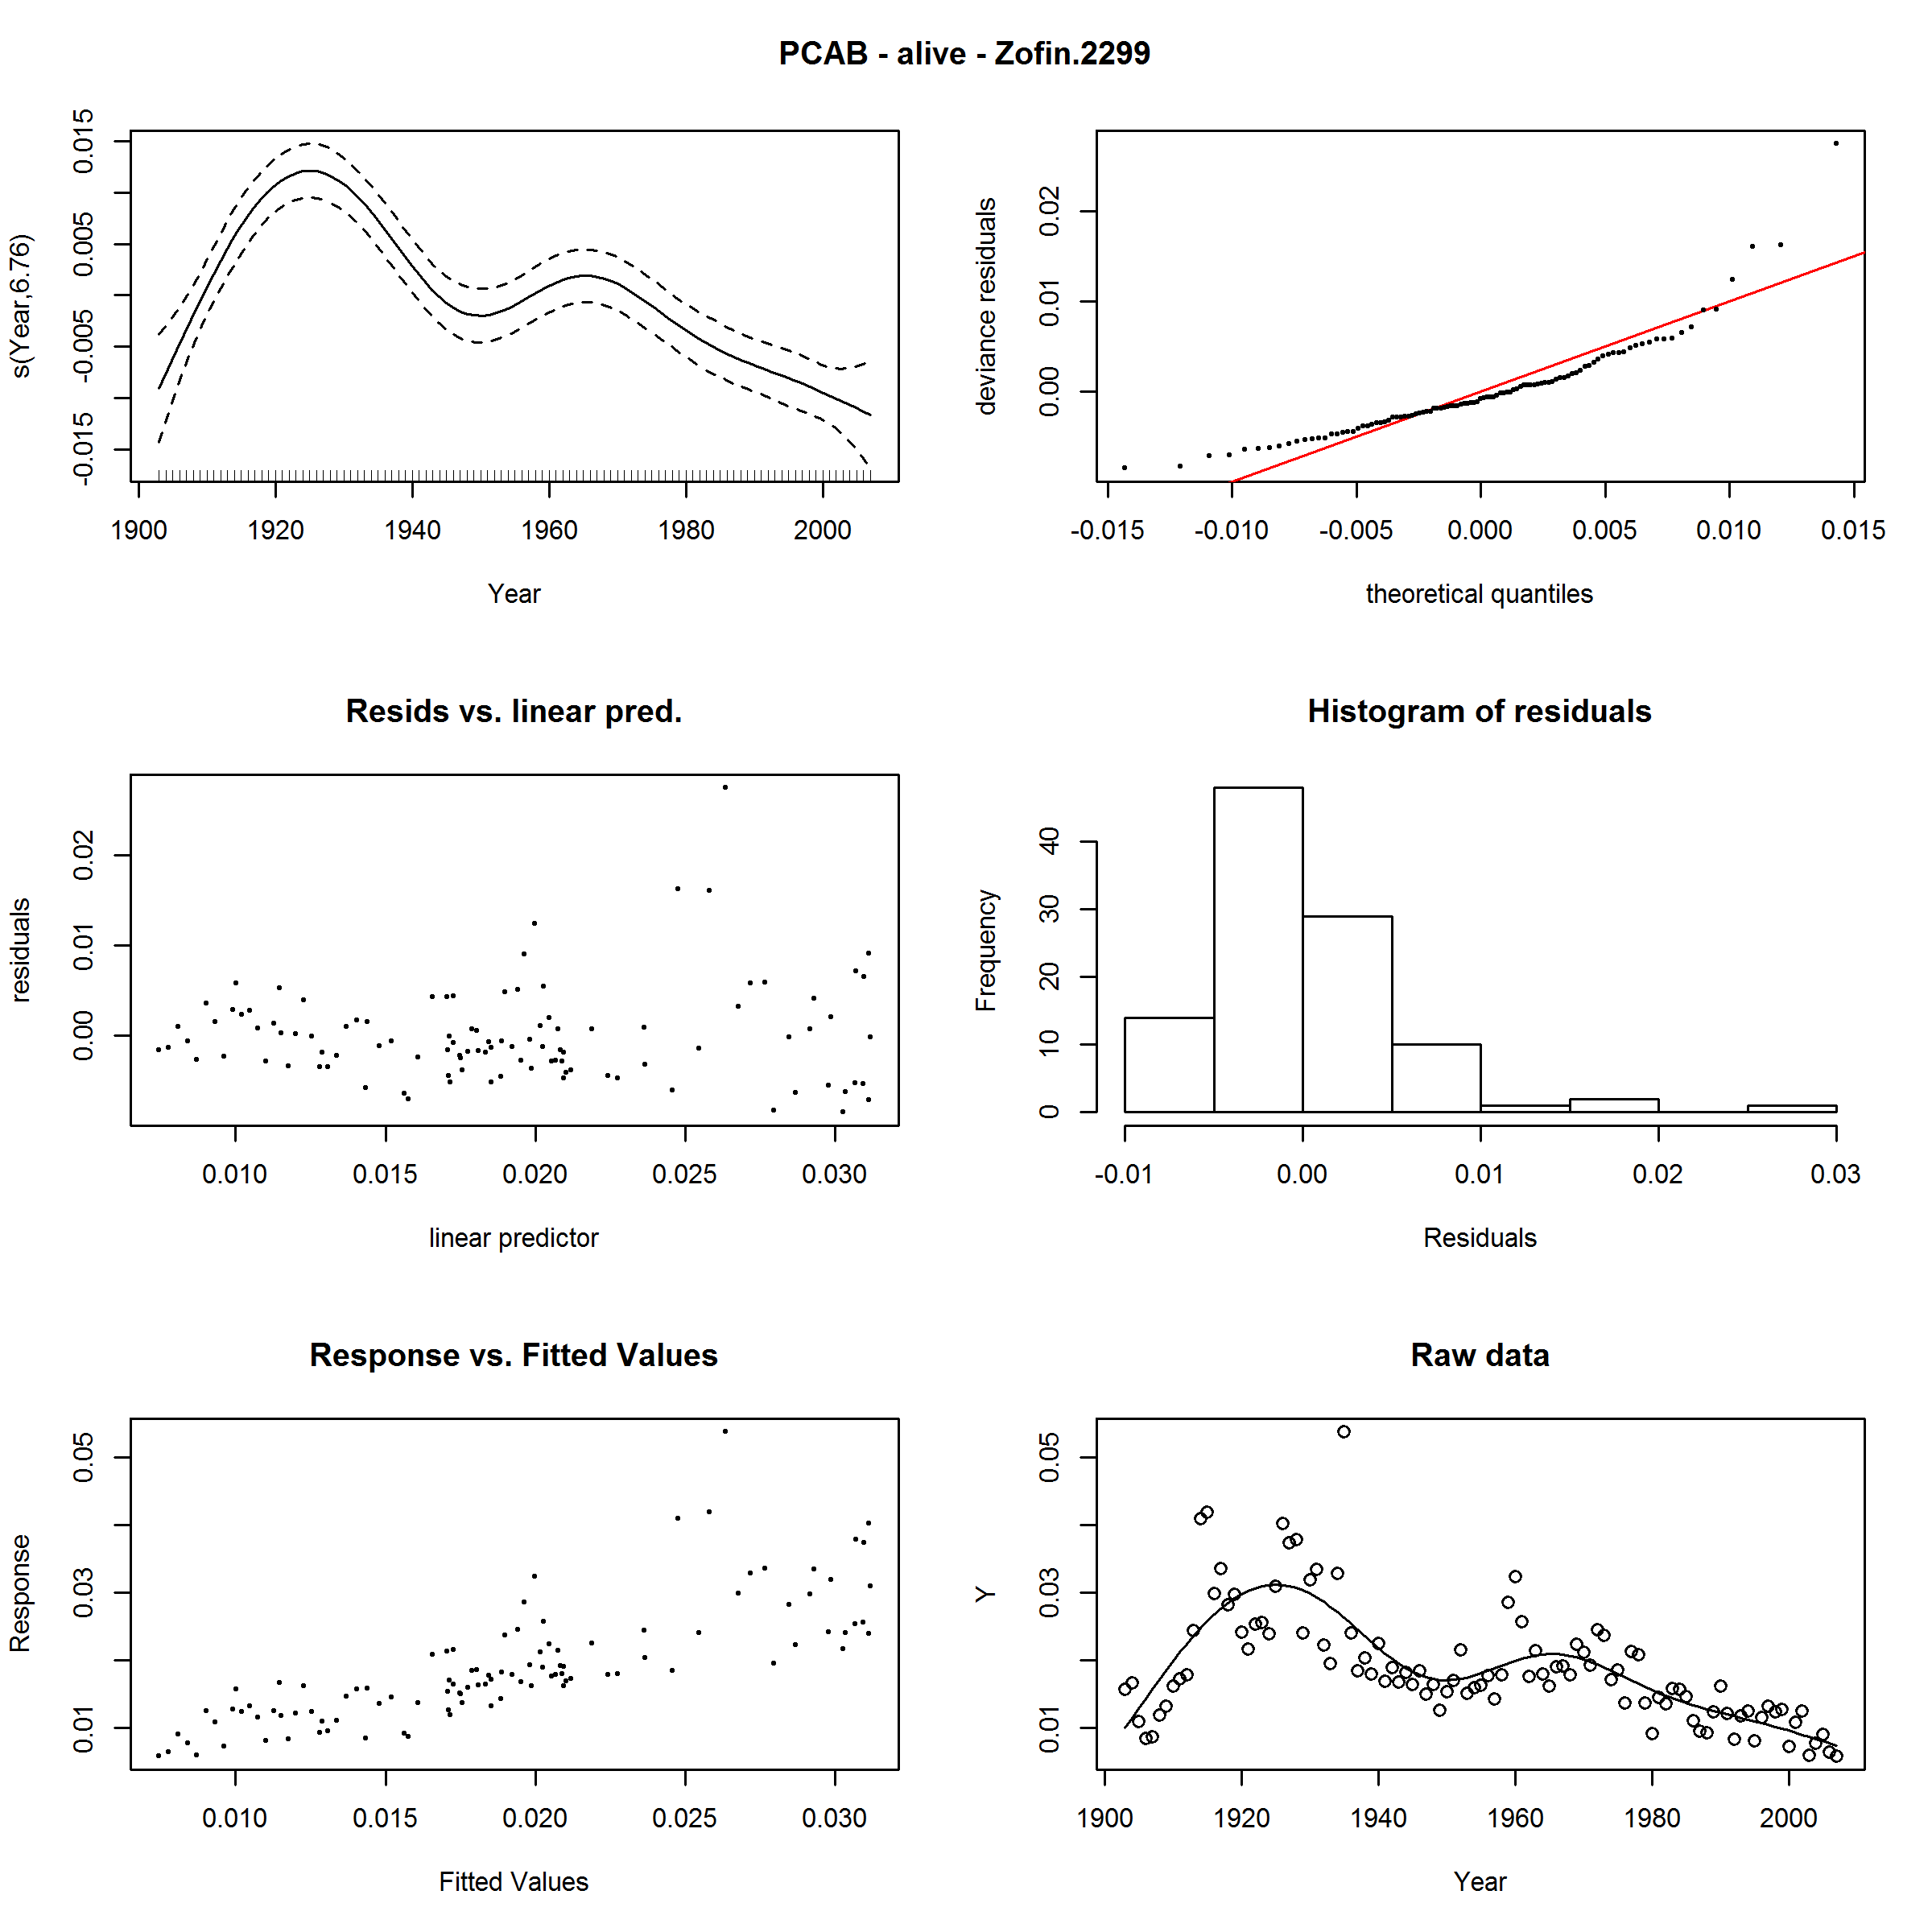 PCAB - alive - Zofin.2299
s(Year,6.76)
-0.015 -0.005 0.005 0.015
1900 1920 1940 1960 1980 2000
Year
deviance residuals
0.00 0.01 0.02
-0.015 -0.010 -0.005 0.000 0.005 0.010 0.015
theoretical quantiles
Resids vs. linear pred.
residuals
0.00 0.01 0.02
0.010 0.015 0.020 0.025 0.030
linear predictor
Histogram of residuals
Frequency
0 10 20 30 40
-0.01 0.00 0.01 0.02 0.03
Residuals
Response vs. Fitted Values
Response
0.01 0.03 0.05
0.010 0.015 0.020 0.025 0.030
Fitted Values
Raw data
Y
0.01 0.03 0.05
1900 1920 1940 1960 1980 2000
Year